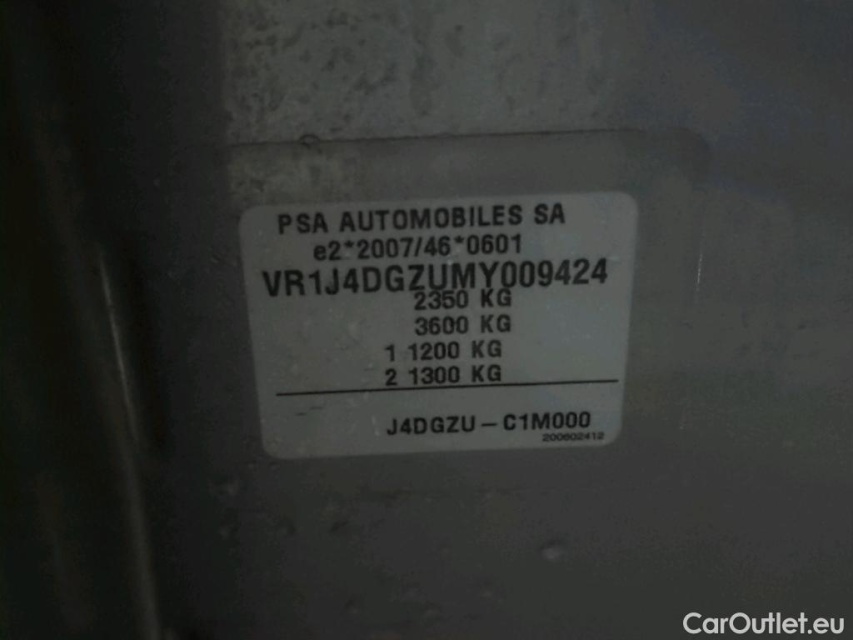 PSA AUTOMOBILES SA
e2*2007/46*0601
VR1J4DGZUMY009424
2350 KG
3600 KG
1 1200 KG
2 1300 KG
J4DGZU – C1M000
200602412
CarOutlet.eu